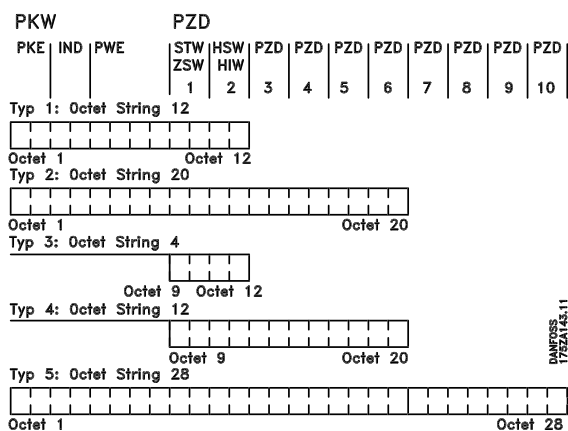 PKW PZD
PKE IND PWE STW HSW PZD PZD PZD PZD PZD PZD PZD PZD
ZSW HIW
1 2 3 4 5 6 7 8 9 10
Typ 1: Octet String 12
Octet 1 Octet 12
Typ 2: Octet String 20
Octet 1 Octet 20
Typ 3: Octet String 4
Octet 9 Octet 12
Typ 4: Octet String 12
Octet 9 Octet 20
Typ 5: Octet String 28
Octet 1 Octet 28
DANFOSS
175ZA143.11